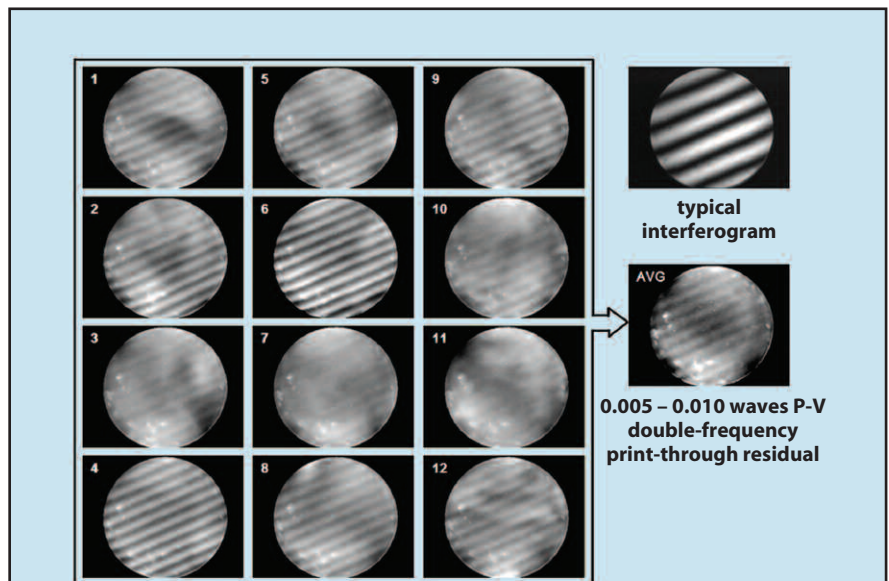 1
5
9
2
6
10
3
7
11
4
8
12
typical
interferogram
AVG
0.005 – 0.010 waves P-V
double-frequency
print-through residual